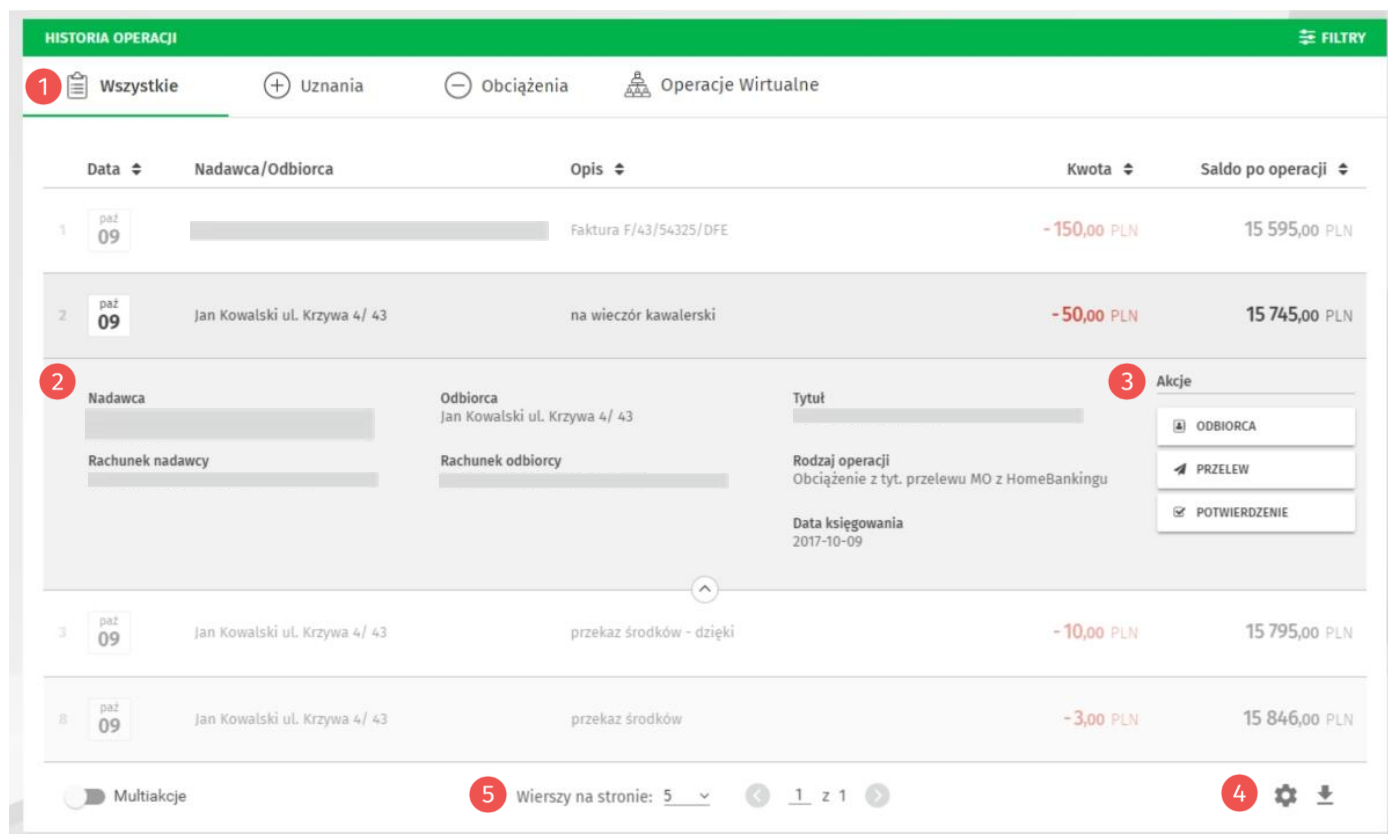 HISTORIA OPERACJI FILTRY
1 Wszystkie Uznania Obciążenia Operacje Wirtualne
Data Nadawca/Odbiorca Opis Kwota Saldo po operacji
1 paź 09 Faktura F/43/54325/DFE -150,00 PLN 15 595,00 PLN
2 paź 09 Jan Kowalski ul. Krzywa 4/ 43 na wieczór kawalerski -50,00 PLN 15 745,00 PLN
2 3 Akcje
Nadawca Odbiorca Tytuł
Jan Kowalski ul. Krzywa 4/ 43
ODBIORCA
Rachunek nadawcy Rachunek odbiorcy Rodzaj operacji
Obciążenie z tyt. przelewu MO z HomeBankingu
PRZELEW
POTWIERDZENIE
Data księgowania
2017-10-09
3 paź 09 Jan Kowalski ul. Krzywa 4/ 43 przekaz środków - dzięki -10,00 PLN 15 795,00 PLN
8 paź 09 Jan Kowalski ul. Krzywa 4/ 43 przekaz środków -3,00 PLN 15 846,00 PLN
Multiakcje 5 Wierszy na stronie: 5 1 z 1 4